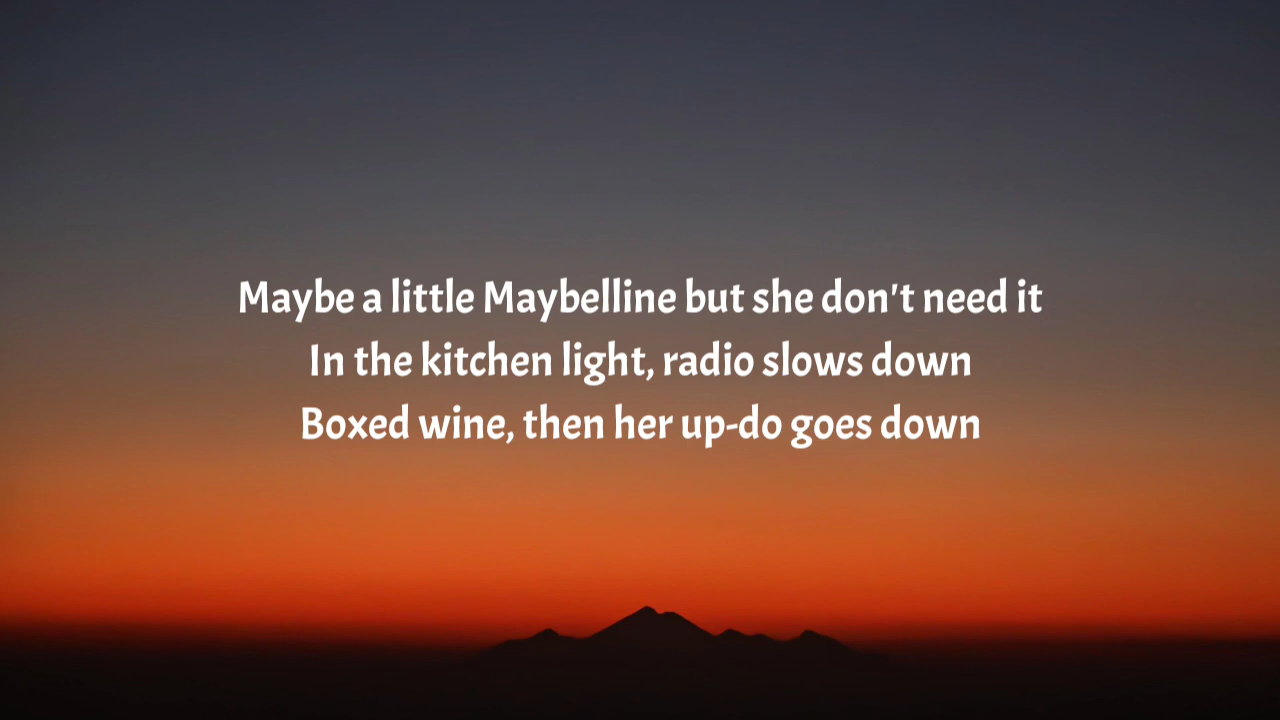 Maybe a little Maybelline but she don't need it
In the kitchen light, radio slows down
Boxed wine, then her up-do goes down